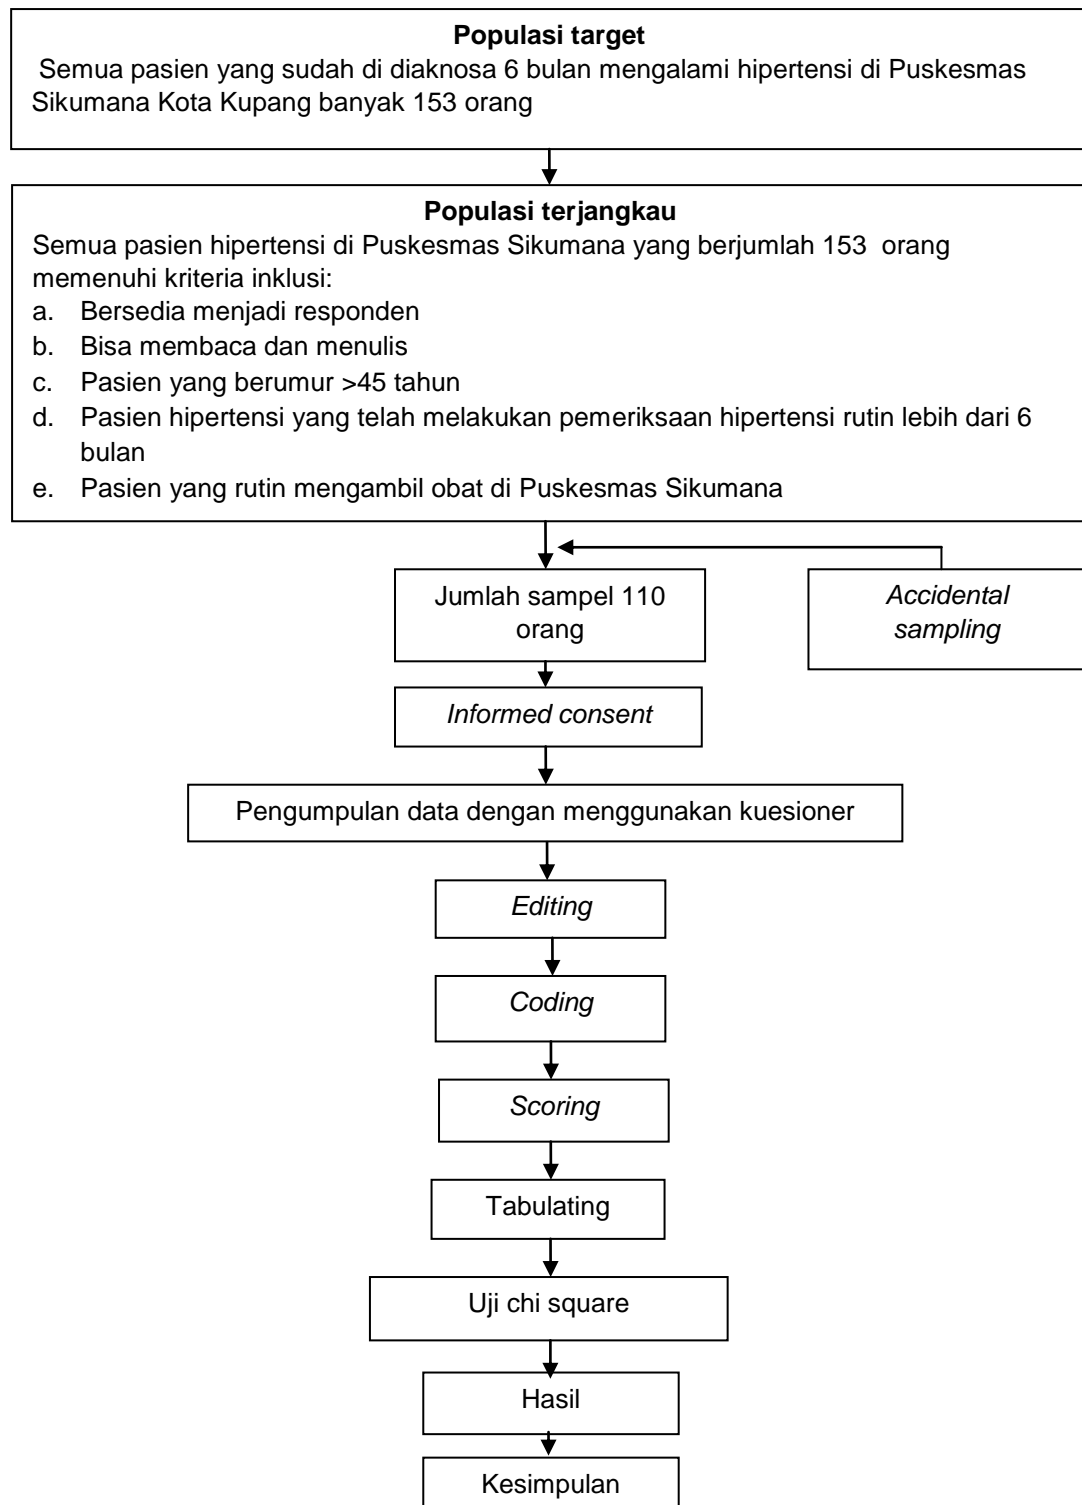 Populasi target
Semua pasien yang sudah di diaknosa 6 bulan mengalami hipertensi di Puskesmas
Sikumana Kota Kupang banyak 153 orang
Populasi terjangkau
Semua pasien hipertensi di Puskesmas Sikumana yang berjumlah 153 orang
memenuhi kriteria inklusi:
a. Bersedia menjadi responden
b. Bisa membaca dan menulis
c. Pasien yang berumur >45 tahun
d. Pasien hipertensi yang telah melakukan pemeriksaan hipertensi rutin lebih dari 6
bulan
e. Pasien yang rutin mengambil obat di Puskesmas Sikumana
Jumlah sampel 110
orang
Accidental
sampling
Informed consent
Pengumpulan data dengan menggunakan kuesioner
Editing
Coding
Scoring
Tabulating
Uji chi square
Hasil
Kesimpulan